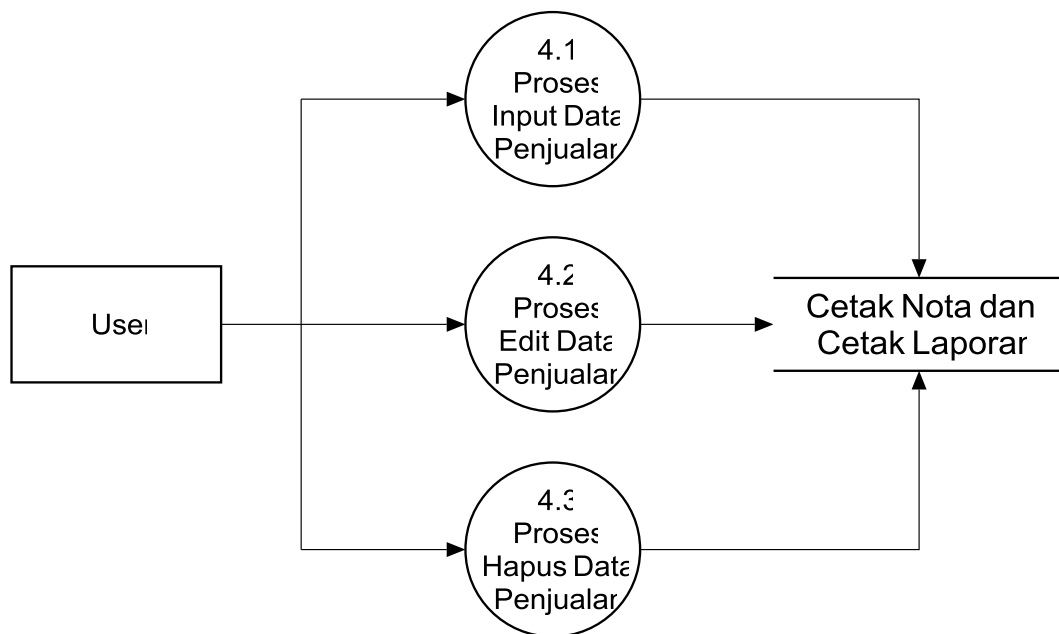 4.1
Proses
Input Data
Penjualan
User
4.2
Proses
Edit Data
Penjualan
Cetak Nota dan
Cetak Laporan
4.3
Proses
Hapus Data
Penjualan